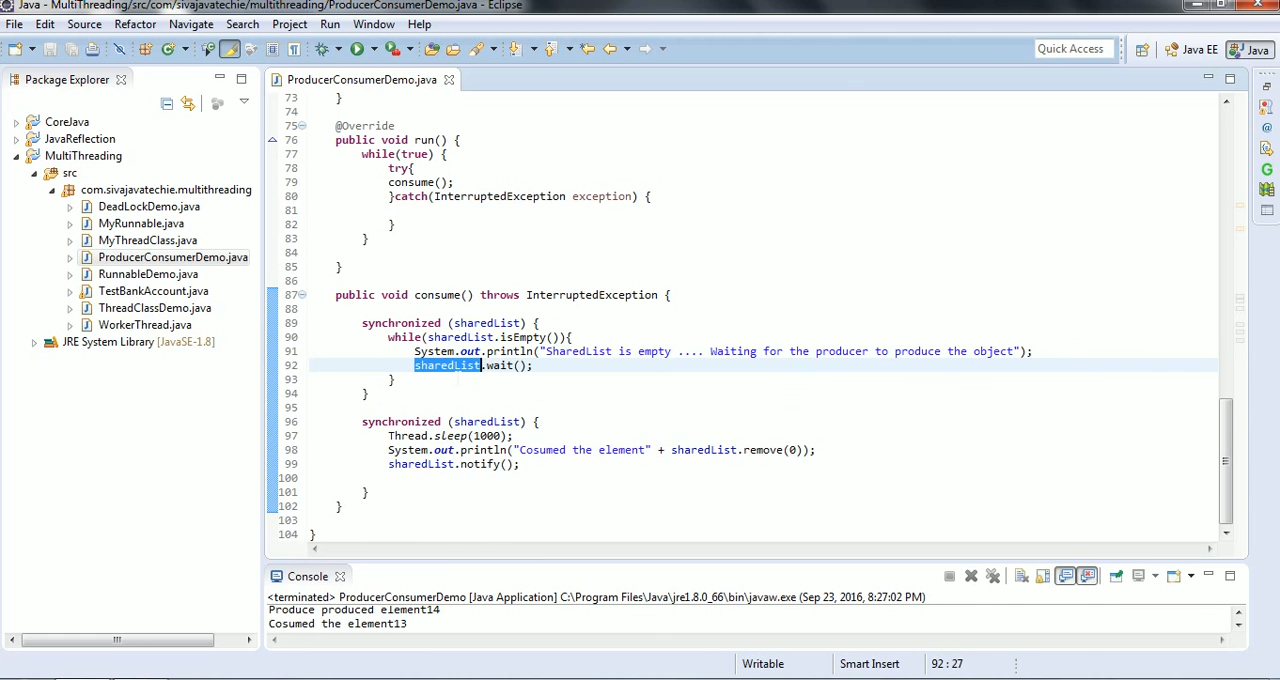 Java - MultiThreading/src/com/sivajavatechie/multithreading/ProducerConsumerDemo.java - Eclipse
File Edit Source Refactor Navigate Search Project Run Window Help
Quick Access Java EE Java
Package Explorer
CoreJava
JavaReflection
MultiThreading
src
com.sivajavatechie.multithreading
DeadLockDemo.java
MyRunnable.java
MyThreadClass.java
ProducerConsumerDemo.java
RunnableDemo.java
TestBankAccount.java
ThreadClassDemo.java
WorkerThread.java
JRE System Library [JavaSE-1.8]
ProducerConsumerDemo.java
73 }
74
75 @Override
76 public void run() {
77 while(true) {
78 try{
79 consume();
80 }catch(InterruptedException exception) {
81
82 }
83 }
84
85 }
86
87 public void consume() throws InterruptedException {
88
89 synchronized (sharedList) {
90 while(sharedList.isEmpty()){
91 System.out.println("SharedList is empty .... Waiting for the producer to produce the object");
92 sharedList.wait();
93 }
94 }
95
96 synchronized (sharedList) {
97 Thread.sleep(1000);
98 System.out.println("Cosumed the element" + sharedList.remove(0));
99 sharedList.notify();
100
101 }
102 }
103
104 }
Console
<terminated> ProducerConsumerDemo [Java Application] C:\Program Files\Java\jre1.8.0_66\bin\javaw.exe (Sep 23, 2016, 8:27:02 PM)
Produce produced element14
Cosumed the element13
Writable Smart Insert 92 : 27